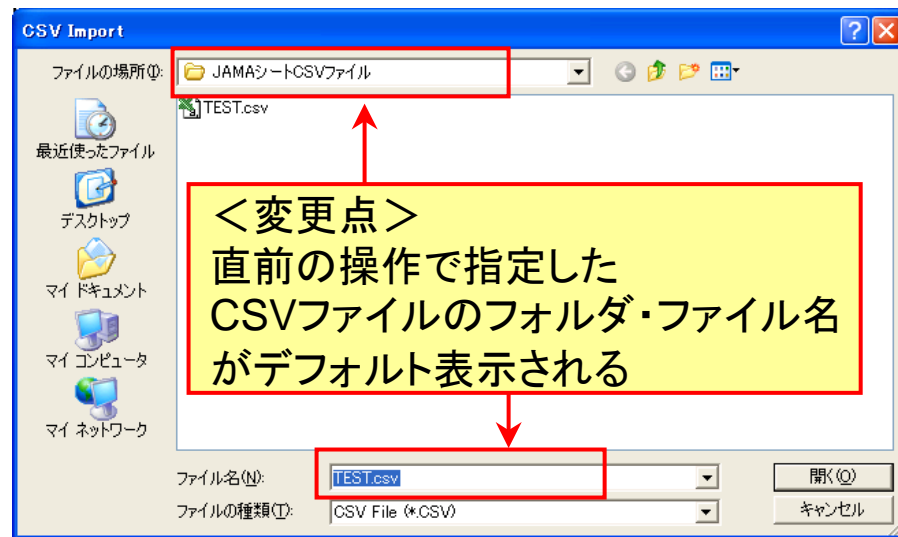 CSV Import
ファイルの場所(I):
JAMAシートCSVファイル
TEST.csv
最近使ったファイル
デスクトップ
マイ ドキュメント
マイ コンピュータ
マイ ネットワーク
＜変更点＞
直前の操作で指定した
CSVファイルのフォルダ・ファイル名
がデフォルト表示される
ファイル名(N):
TEST.csv
開く(O)
ファイルの種類(T):
CSV File (*.CSV)
キャンセル